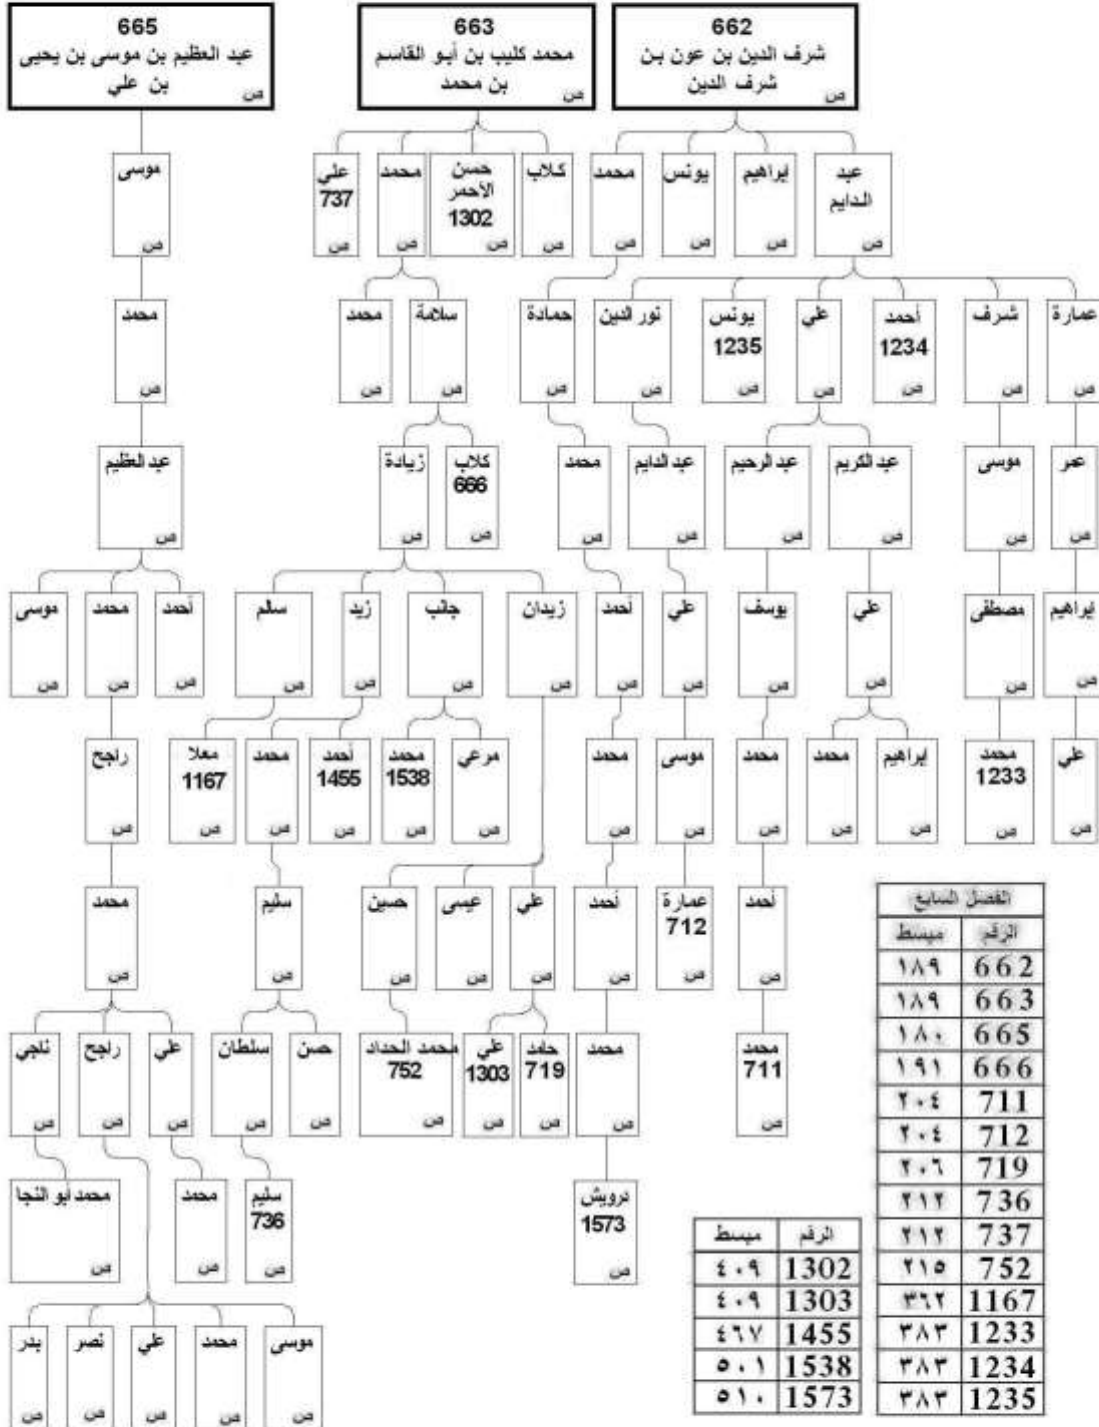 662
شرف الدين بن عون بن
شرف الدين
ص
663
محمد كليب بن أبو القاسم
بن محمد
ص
665
عبد العظيم بن موسى بن يحيى
بن علي
ص
عبد
الدايم
ص
إبراهيم
ص
يونس
ص
محمد
ص
كلاب
ص
حسن
الأحمر
1302
ص
محمد
ص
علي
737
ص
موسى
ص
عمارة
ص
شرف
ص
أحمد
1234
ص
علي
ص
يونس
1235
ص
نور الدين
ص
حمادة
ص
سلامة
ص
محمد
ص
محمد
ص
عمر
ص
موسى
ص
عبد الكريم
ص
عبد الرحيم
ص
عبد الدايم
ص
محمد
ص
كلاب
666
ص
زيادة
ص
عبد العظيم
ص
إبراهيم
ص
مصطفى
ص
علي
ص
يوسف
ص
علي
ص
أحمد
ص
زيدان
ص
جالب
ص
زيد
ص
سالم
ص
أحمد
ص
محمد
ص
موسى
ص
علي
ص
محمد
1233
ص
إبراهيم
ص
محمد
ص
محمد
ص
موسى
ص
محمد
ص
مرعي
ص
محمد
1538
ص
أحمد
1455
ص
محمد
ص
معلا
1167
ص
راجح
ص
أحمد
ص
عمارة
712
ص
أحمد
ص
علي
ص
عيسى
ص
حسين
ص
سليم
ص
محمد
ص
محمد
711
ص
محمد
ص
حامد
719
ص
علي
1303
ص
محمد الحداد
752
ص
حسن
ص
سلطان
ص
علي
ص
راجح
ص
ناجي
ص
درويش
1573
ص
سليم
736
ص
محمد
ص
محمد أبو النجا
ص
موسى
ص
محمد
ص
علي
ص
نصر
ص
بدر
ص
الفصل السابع
الرقم مبسط
662 ١٨٩
663 ١٨٩
665 ١٨٠
666 ١٩١
711 ٢٠٤
712 ٢٠٤
719 ٢٠٦
736 ٢١٢
737 ٢١٢
752 ٢١٥
1167 ٣٦٢
1233 ٣٨٣
1234 ٣٨٣
1235 ٣٨٣
الرقم مبسط
1302 ٤٠٩
1303 ٤٠٩
1455 ٤٦٧
1538 ٥٠١
1573 ٥١٠